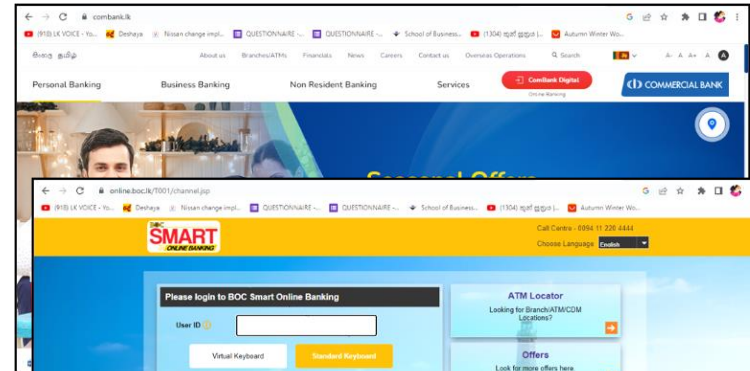 combank.lk
(918) LK VOICE - Yo... Deshaya Nissan change impl... QUESTIONNAIRE -... QUESTIONNAIRE -... School of Business... Autumn Winter Wo...
සිංහල தமிழ் About us Branches/ATMs Financials News Careers Contact us Overseas Operations Search A- A A+ A A
Personal Banking Business Banking Non Resident Banking Services ComBank Digital COMMERCIAL BANK
Online Banking
Seasonal Offers
online.boc.lk/T001/channel.jsp
(918) LK VOICE - Yo... Deshaya Nissan change impl... QUESTIONNAIRE -... QUESTIONNAIRE -... School of Business... Autumn Winter Wo...
BOC
SMART
ONLINE BANKING
Call Centre - 0094 11 220 4444
Choose Language English
Please login to BOC Smart Online Banking
User ID
Virtual Keyboard Standard Keyboard
ATM Locator
Looking for Branch/ATM/CDM
Locations?
Offers
Look for more offers here